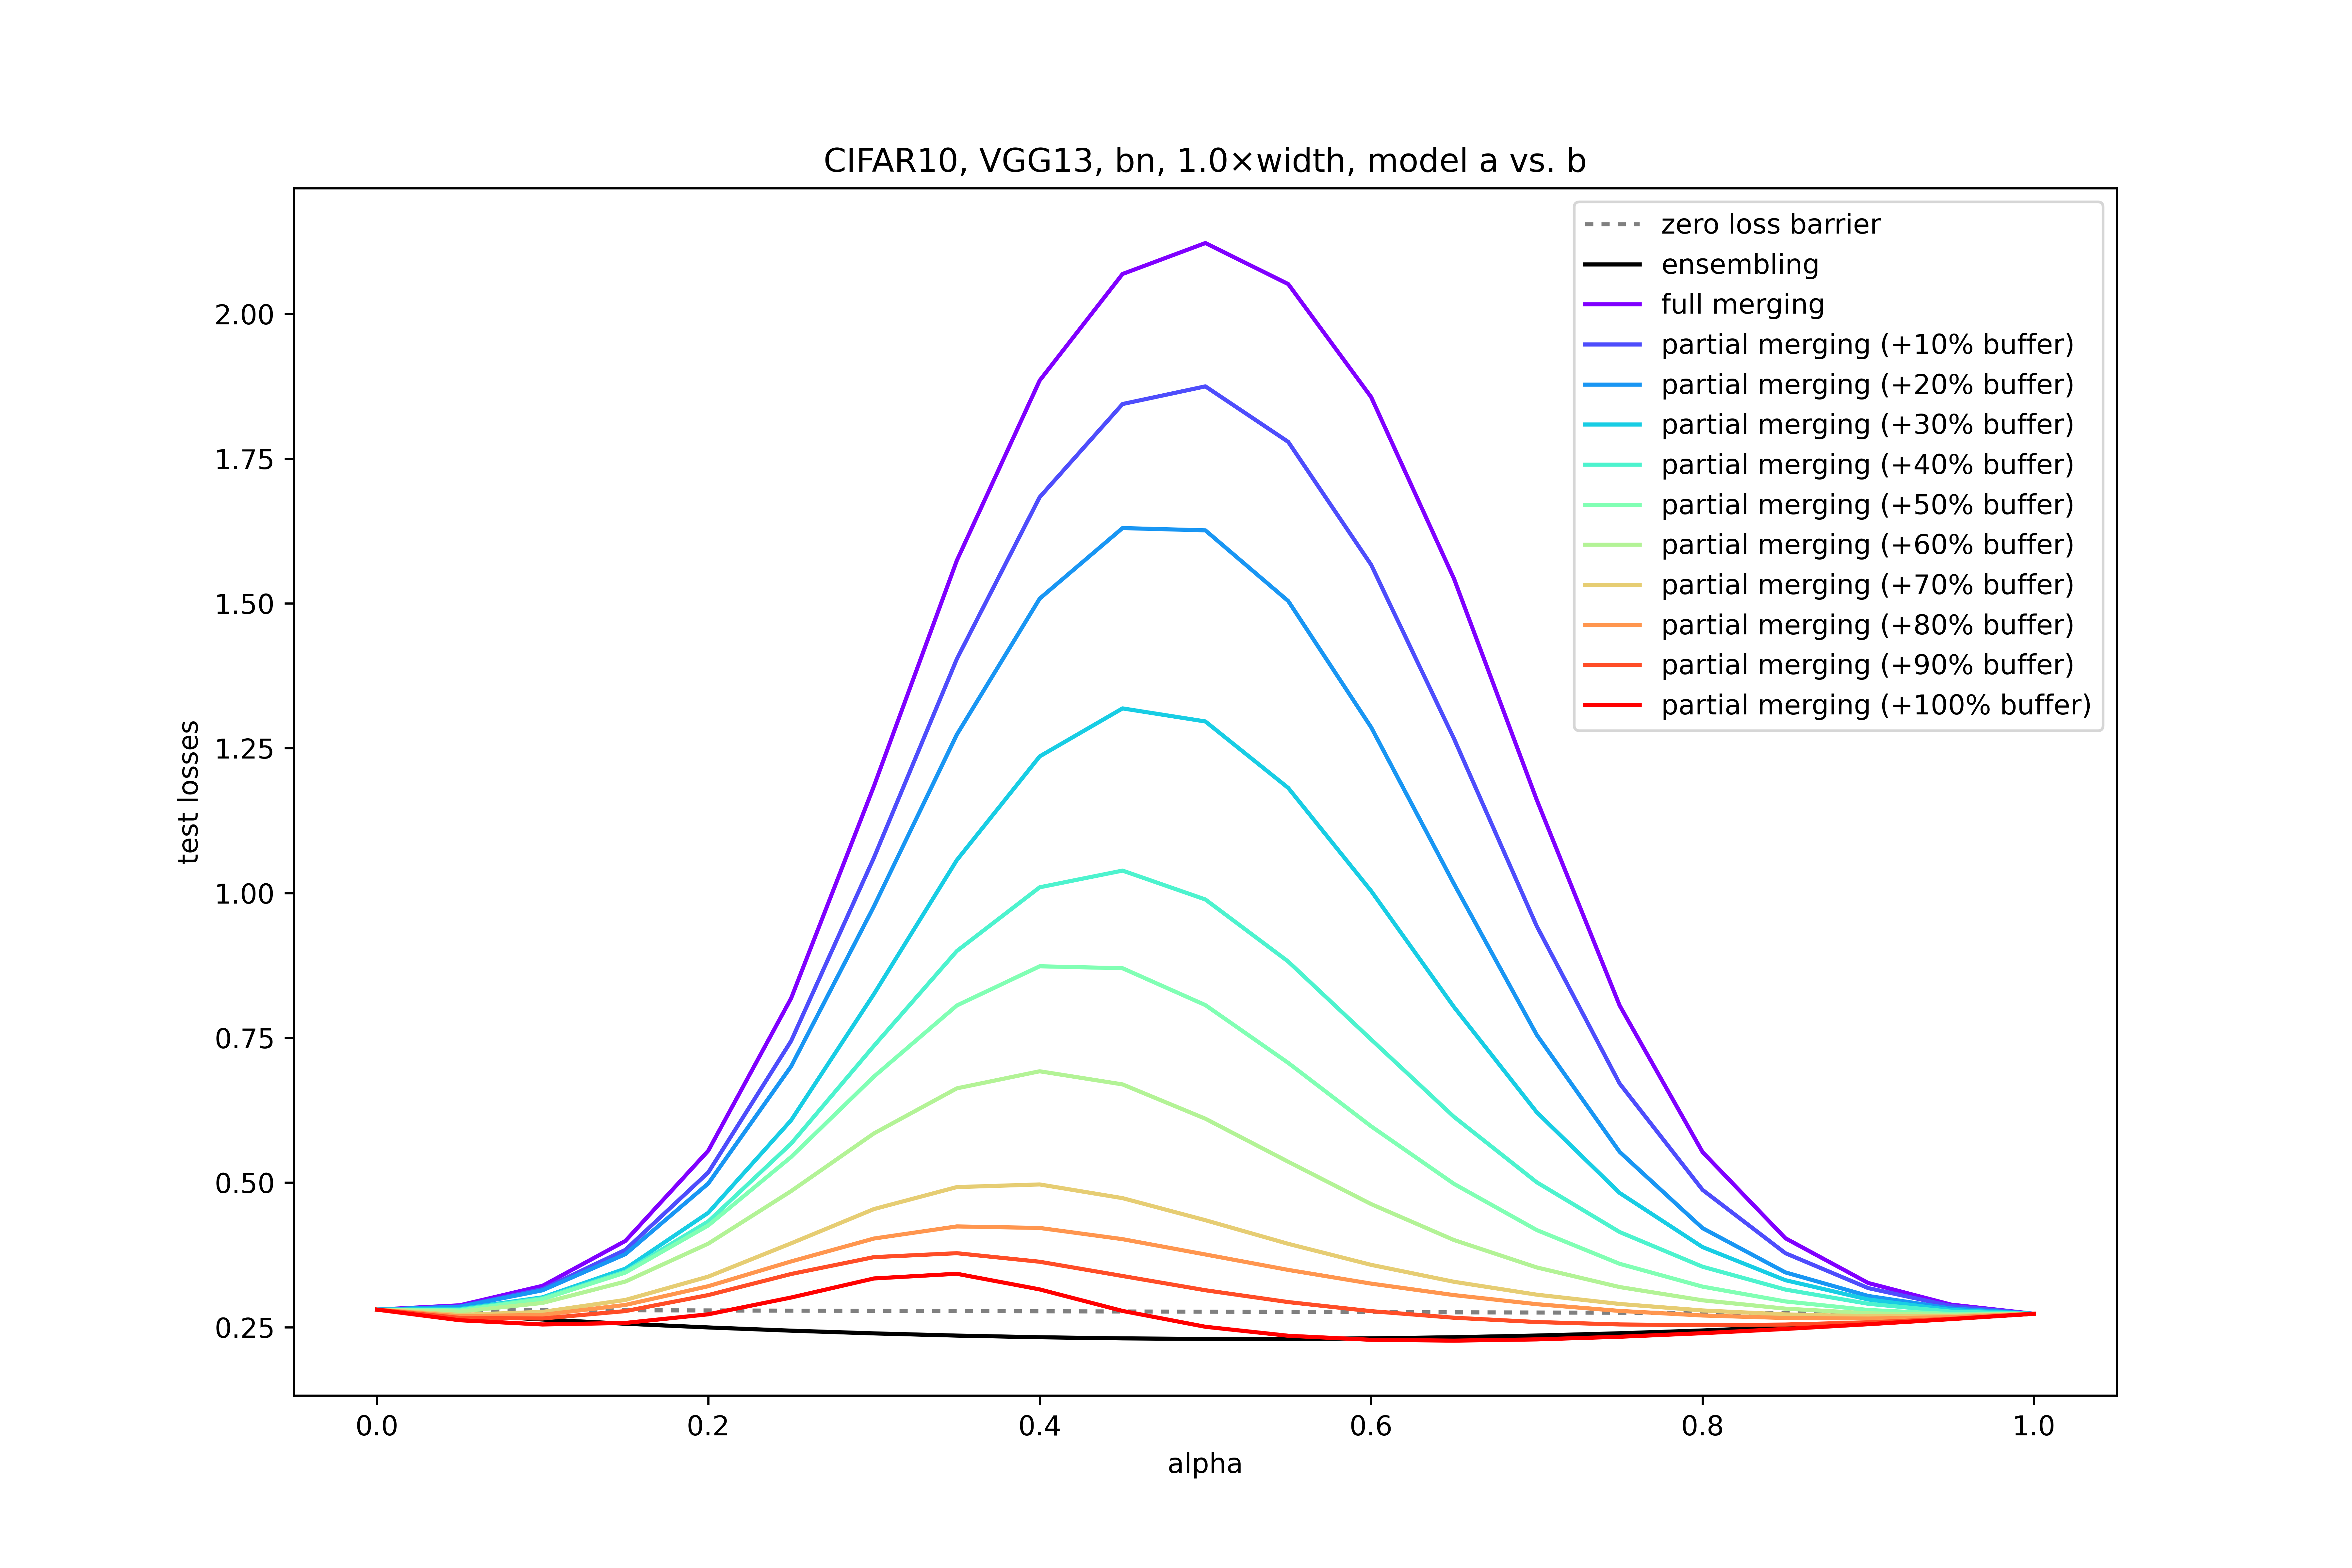 CIFAR10, VGG13, bn, 1.0×width, model a vs. b
zero loss barrier
ensembling
full merging
partial merging (+10% buffer)
partial merging (+20% buffer)
partial merging (+30% buffer)
partial merging (+40% buffer)
partial merging (+50% buffer)
partial merging (+60% buffer)
partial merging (+70% buffer)
partial merging (+80% buffer)
partial merging (+90% buffer)
partial merging (+100% buffer)
test losses
2.00
1.75
1.50
1.25
1.00
0.75
0.50
0.25
0.0 0.2 0.4 0.6 0.8 1.0
alpha